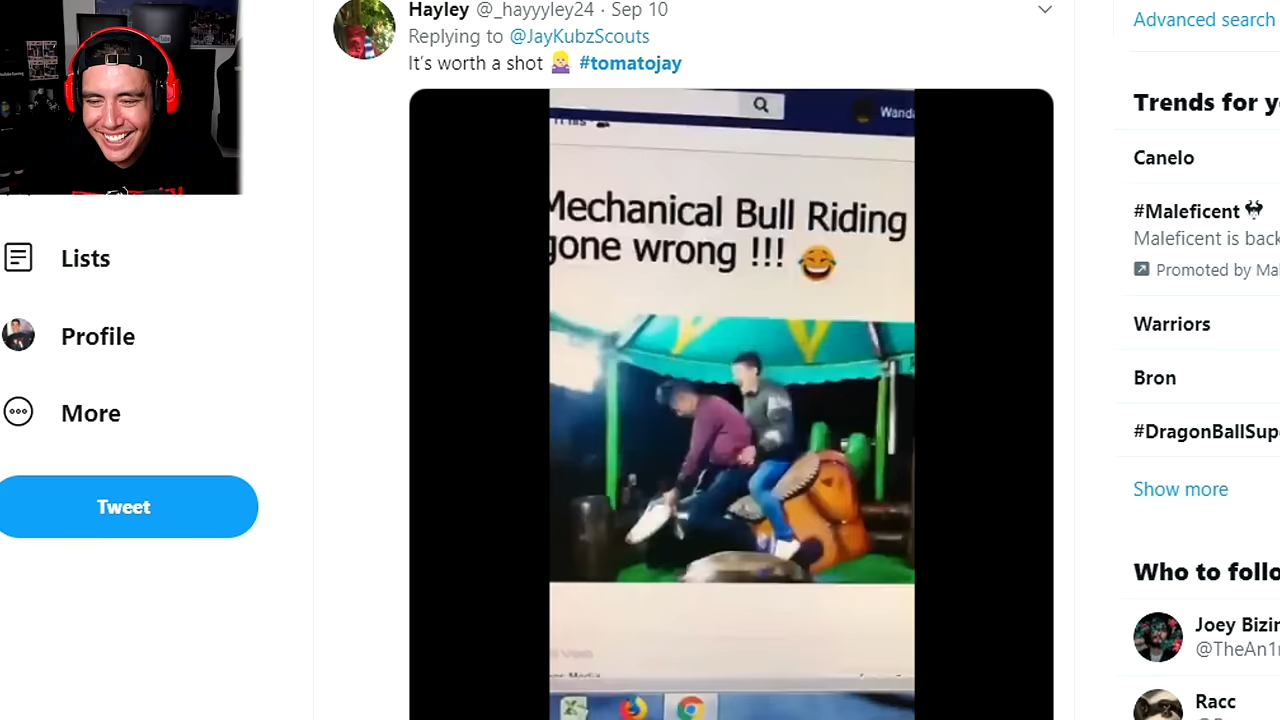 Hayley @_hayyyley24 · Sep 10
Replying to @JayKubzScouts
It's worth a shot #tomatojay
Wanda
Mechanical Bull Riding
gone wrong !!!
Lists
Profile
More
Tweet
Advanced search
Trends for y
Canelo
#Maleficent
Maleficent is back
Promoted by Mal
Warriors
Bron
#DragonBallSup
Show more
Who to follo
Joey Bizin
@TheAn1
Racc